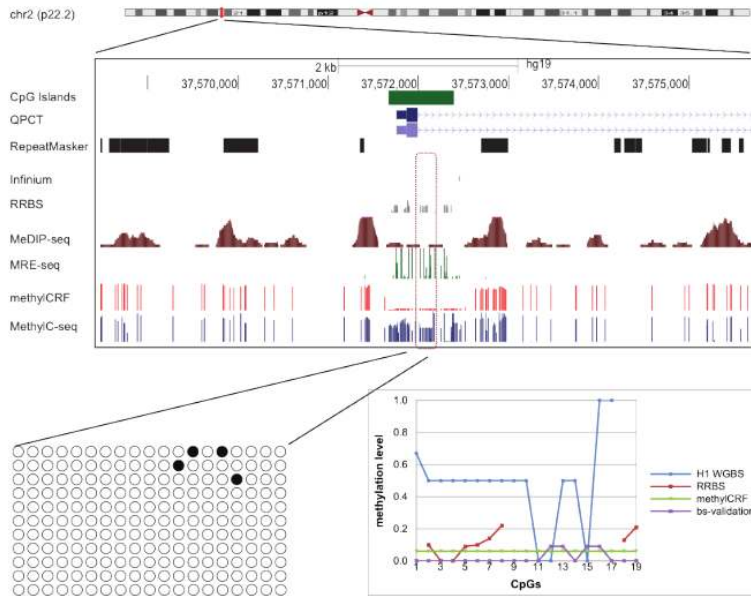 chr2 (p22.2)
2 kb hg19
37,570,000 37,571,000 37,572,000 37,573,000 37,574,000 37,575,000
CpG Islands
QPCT
RepeatMasker
Infinium
RRBS
MeDIP-seq
MRE-seq
methylCRF
MethylC-seq
methylation level
1.0
0.8
0.6
0.4
0.2
0.0
1 3 5 7 9 11 13 15 17 19
CpGs
H1 WGBS
RRBS
methylCRF
bs-validation